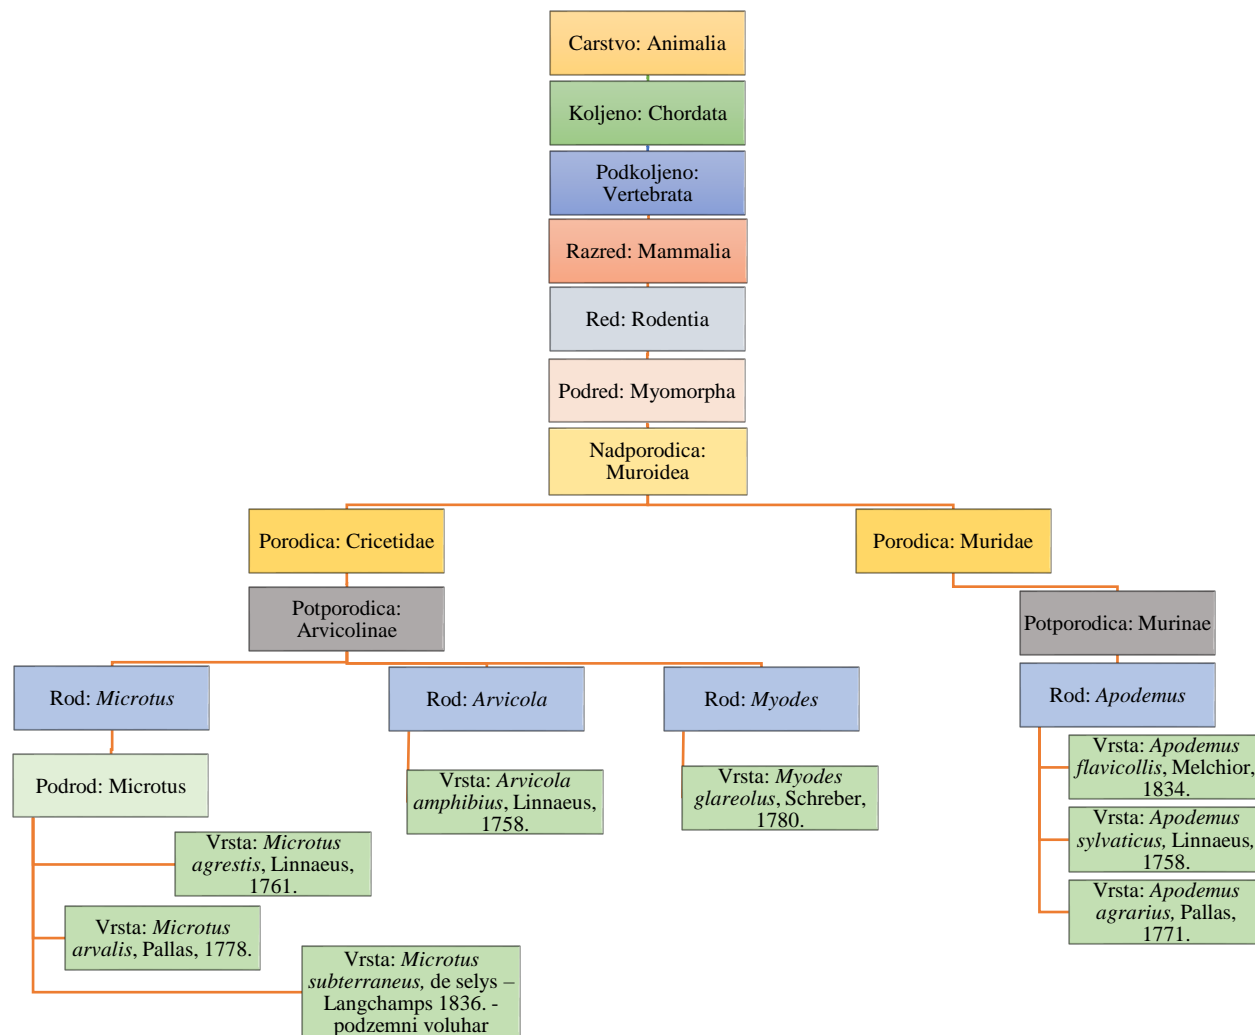 Carstvo: Animalia
Koljeno: Chordata
Podkoljeno:
Vertebrata
Razred: Mammalia
Red: Rodentia
Podred: Myomorpha
Nadporodica:
Muroidea
Porodica: Cricetidae
Porodica: Muridae
Potporodica:
Arvicolinae
Potporodica: Murinae
Rod: Microtus
Rod: Arvicola
Rod: Myodes
Rod: Apodemus
Podrod: Microtus
Vrsta: Microtus
agrestis, Linnaeus,
1761.
Vrsta: Microtus
arvalis, Pallas, 1778.
Vrsta: Microtus
subterraneus, de selys –
Langchamps 1836. -
podzemni voluhar
Vrsta: Arvicola
amphibius, Linnaeus,
1758.
Vrsta: Myodes
glareolus, Schreber,
1780.
Vrsta: Apodemus
flavicollis, Melchior,
1834.
Vrsta: Apodemus
sylvaticus, Linnaeus,
1758.
Vrsta: Apodemus
agrarius, Pallas,
1771.